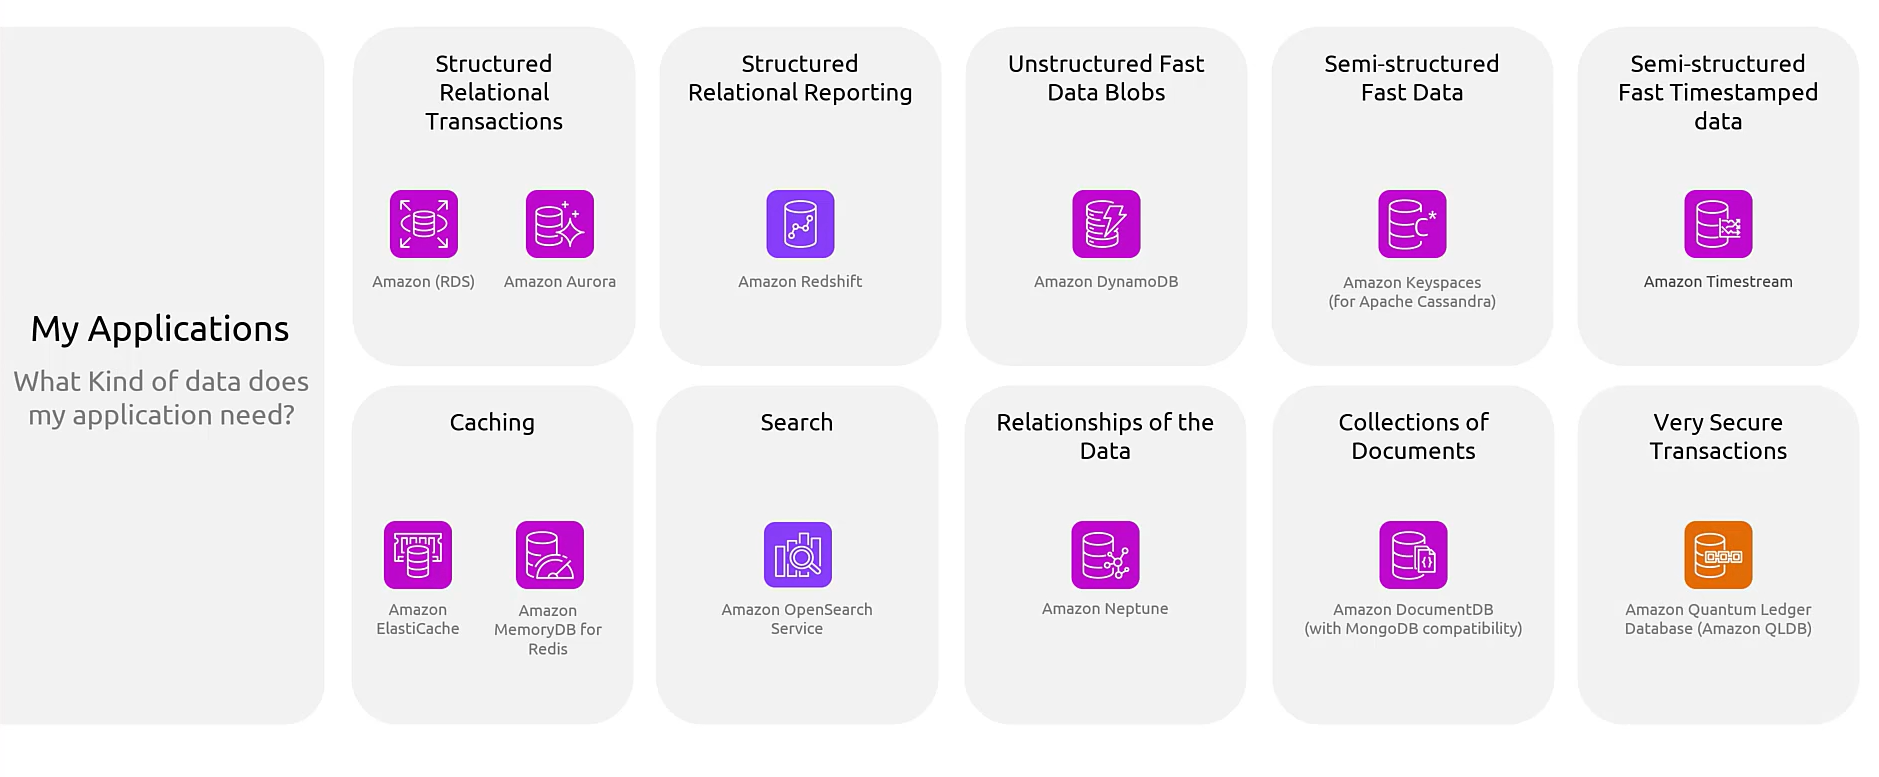 My Applications
What Kind of data does
my application need?
Structured
Relational
Transactions
Amazon (RDS)
Amazon Aurora
Structured
Relational Reporting
Amazon Redshift
Unstructured Fast
Data Blobs
Amazon DynamoDB
Semi-structured
Fast Data
C*
Amazon Keyspaces
(for Apache Cassandra)
Semi-structured
Fast Timestamped
data
Amazon Timestream
Caching
Amazon
ElastiCache
Amazon
MemoryDB for
Redis
Search
Amazon OpenSearch
Service
Relationships of the
Data
Amazon Neptune
Collections of
Documents
Amazon DocumentDB
(with MongoDB compatibility)
Very Secure
Transactions
Amazon Quantum Ledger
Database (Amazon QLDB)